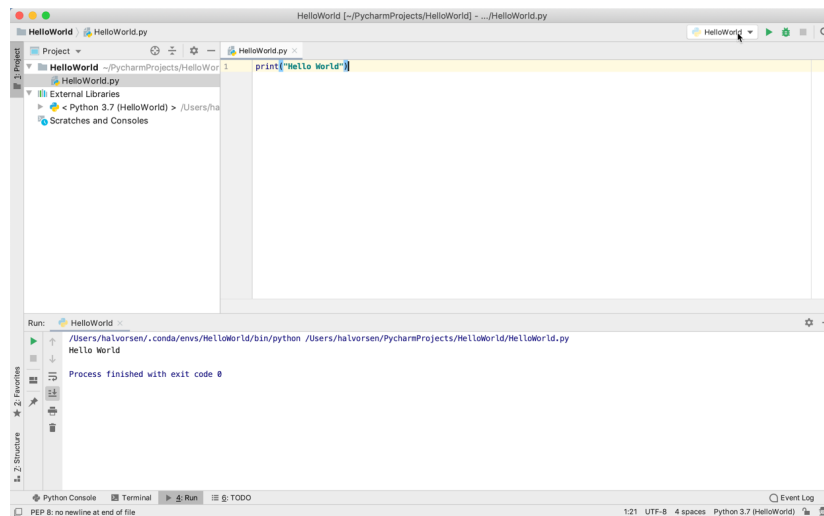 HelloWorld [~/PycharmProjects/HelloWorld] - .../HelloWorld.py
HelloWorld
HelloWorld.py
HelloWorld
1: Project
Project
HelloWorld.py
HelloWorld ~/PycharmProjects/HelloWor
HelloWorld.py
External Libraries
< Python 3.7 (HelloWorld) > /Users/ha
Scratches and Consoles
1 print("Hello World")
Run: HelloWorld
/Users/halvorsen/.conda/envs/HelloWorld/bin/python /Users/halvorsen/PycharmProjects/HelloWorld/HelloWorld.py
Hello World
Process finished with exit code 0
2: Favorites
7: Structure
Python Console Terminal 4: Run 6: TODO Event Log
PEP 8: no newline at end of file 1:21 UTF-8 4 spaces Python 3.7 (HelloWorld)